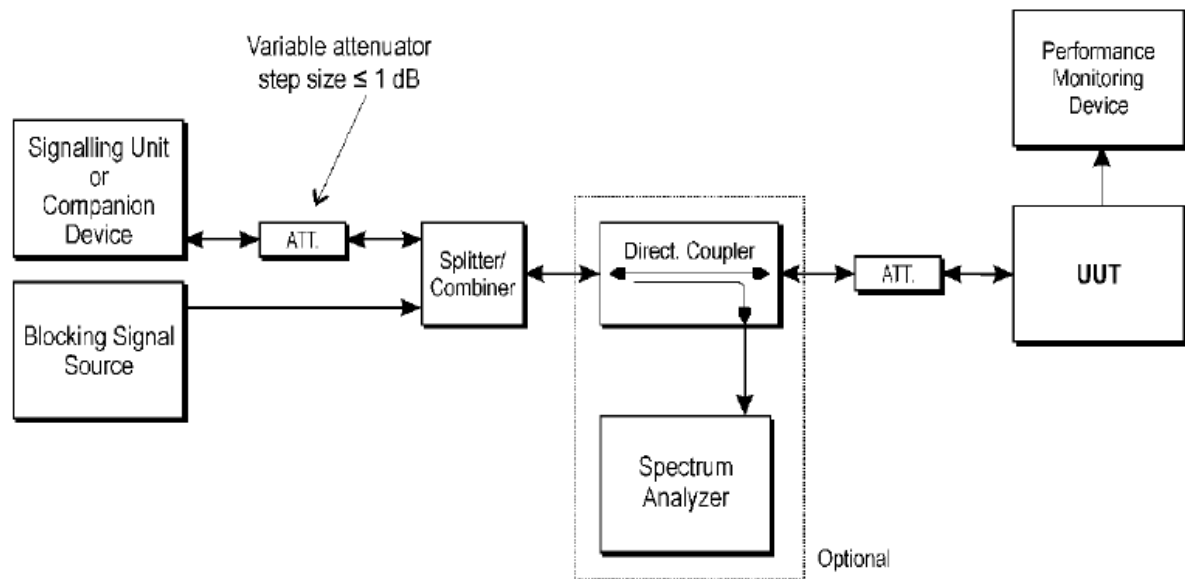 Variable attenuator
step size ≤ 1 dB
Signalling Unit
or
Companion
Device
ATT.
Splitter/
Combiner
Blocking Signal
Source
Direct. Coupler
Spectrum
Analyzer
Optional
ATT.
UUT
Performance
Monitoring
Device